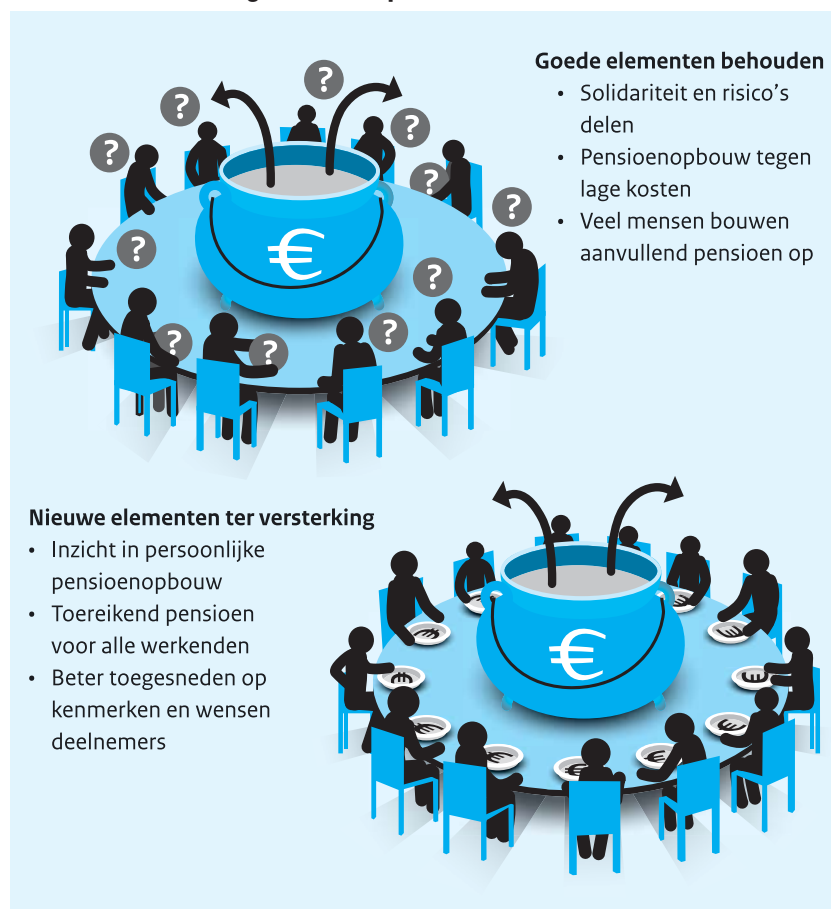 Goede elementen behouden
• Solidariteit en risico's
delen
• Pensioenopbouw tegen
lage kosten
• Veel mensen bouwen
aanvullend pensioen op
? ? ? ? ? ? ? ? ? ? ?
€
Nieuwe elementen ter versterking
• Inzicht in persoonlijke
pensioenopbouw
• Toereikend pensioen
voor alle werkenden
• Beter toegesneden op
kenmerken en wensen
deelnemers
€
€ € € € € € € € € € €